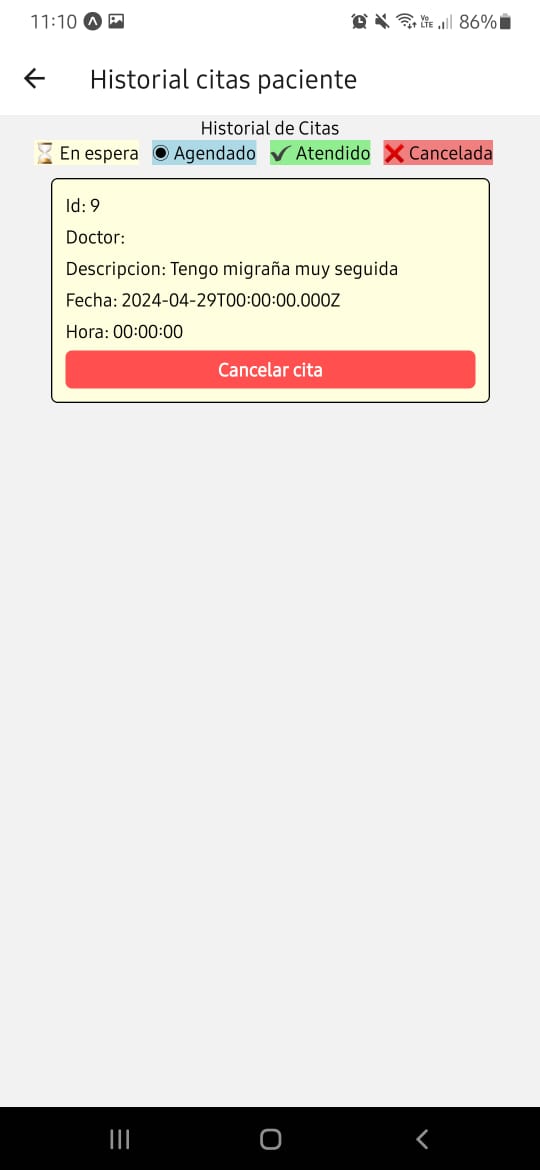 11:10 86%
Historial citas paciente
Historial de Citas
⏳ En espera ◉ Agendado ✔ Atendido ❌ Cancelada
Id: 9
Doctor:
Descripcion: Tengo migraña muy seguida
Fecha: 2024-04-29T00:00:00.000Z
Hora: 00:00:00
Cancelar cita